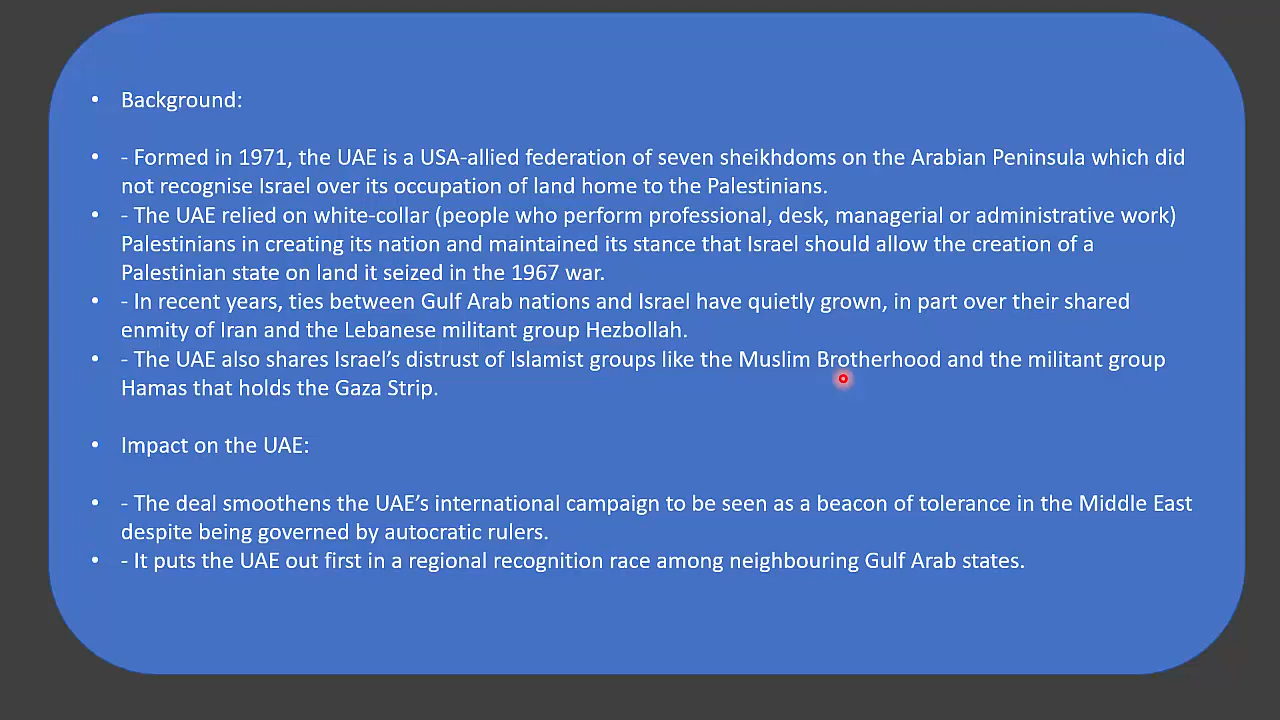 • Background:
• - Formed in 1971, the UAE is a USA-allied federation of seven sheikhdoms on the Arabian Peninsula which did
not recognise Israel over its occupation of land home to the Palestinians.
• - The UAE relied on white-collar (people who perform professional, desk, managerial or administrative work)
Palestinians in creating its nation and maintained its stance that Israel should allow the creation of a
Palestinian state on land it seized in the 1967 war.
• - In recent years, ties between Gulf Arab nations and Israel have quietly grown, in part over their shared
enmity of Iran and the Lebanese militant group Hezbollah.
• - The UAE also shares Israel’s distrust of Islamist groups like the Muslim Brotherhood and the militant group
Hamas that holds the Gaza Strip.
• Impact on the UAE:
• - The deal smoothens the UAE’s international campaign to be seen as a beacon of tolerance in the Middle East
despite being governed by autocratic rulers.
• - It puts the UAE out first in a regional recognition race among neighbouring Gulf Arab states.